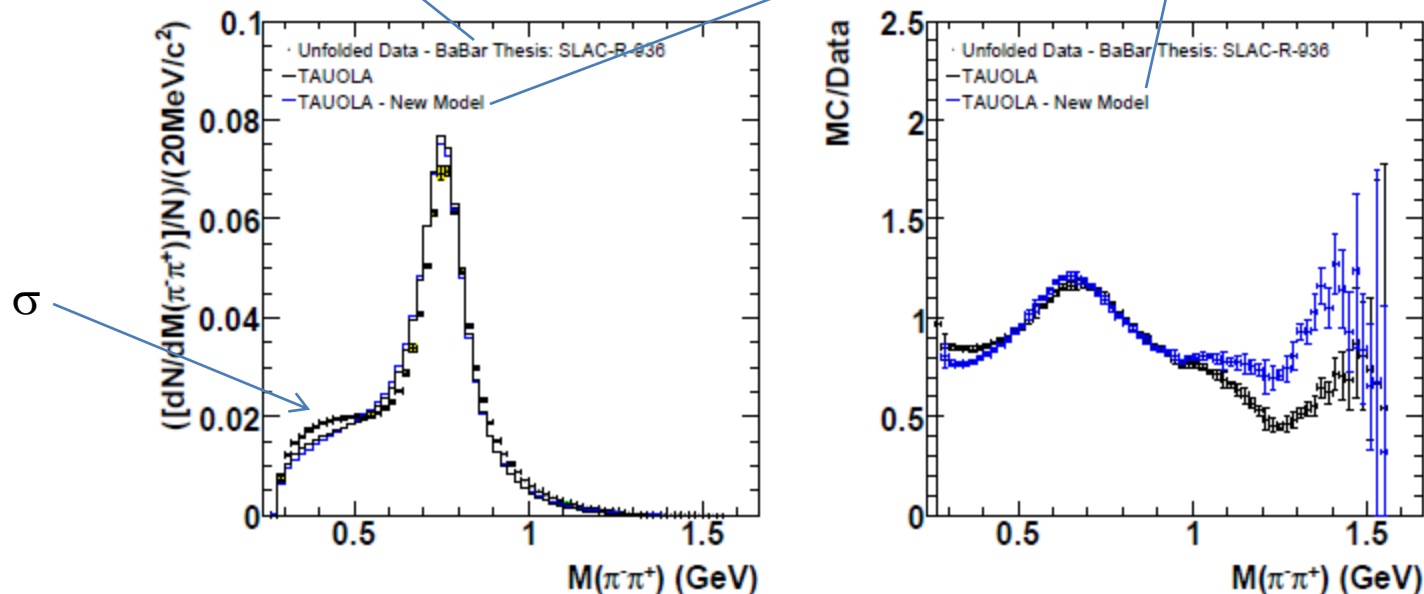 ([dN/dM(π⁻π⁺)]/N)/(20MeV/c²)
0.1
0.08
0.06
0.04
0.02
0
Unfolded Data - BaBar Thesis: SLAC-R-936
TAUOLA
TAUOLA - New Model
σ
0.5
1
1.5
M(π⁻π⁺) (GeV)
MC/Data
2.5
2
1.5
1
0.5
0
Unfolded Data - BaBar Thesis: SLAC-R-936
TAUOLA
TAUOLA - New Model
0.5
1
1.5
M(π⁻π⁺) (GeV)